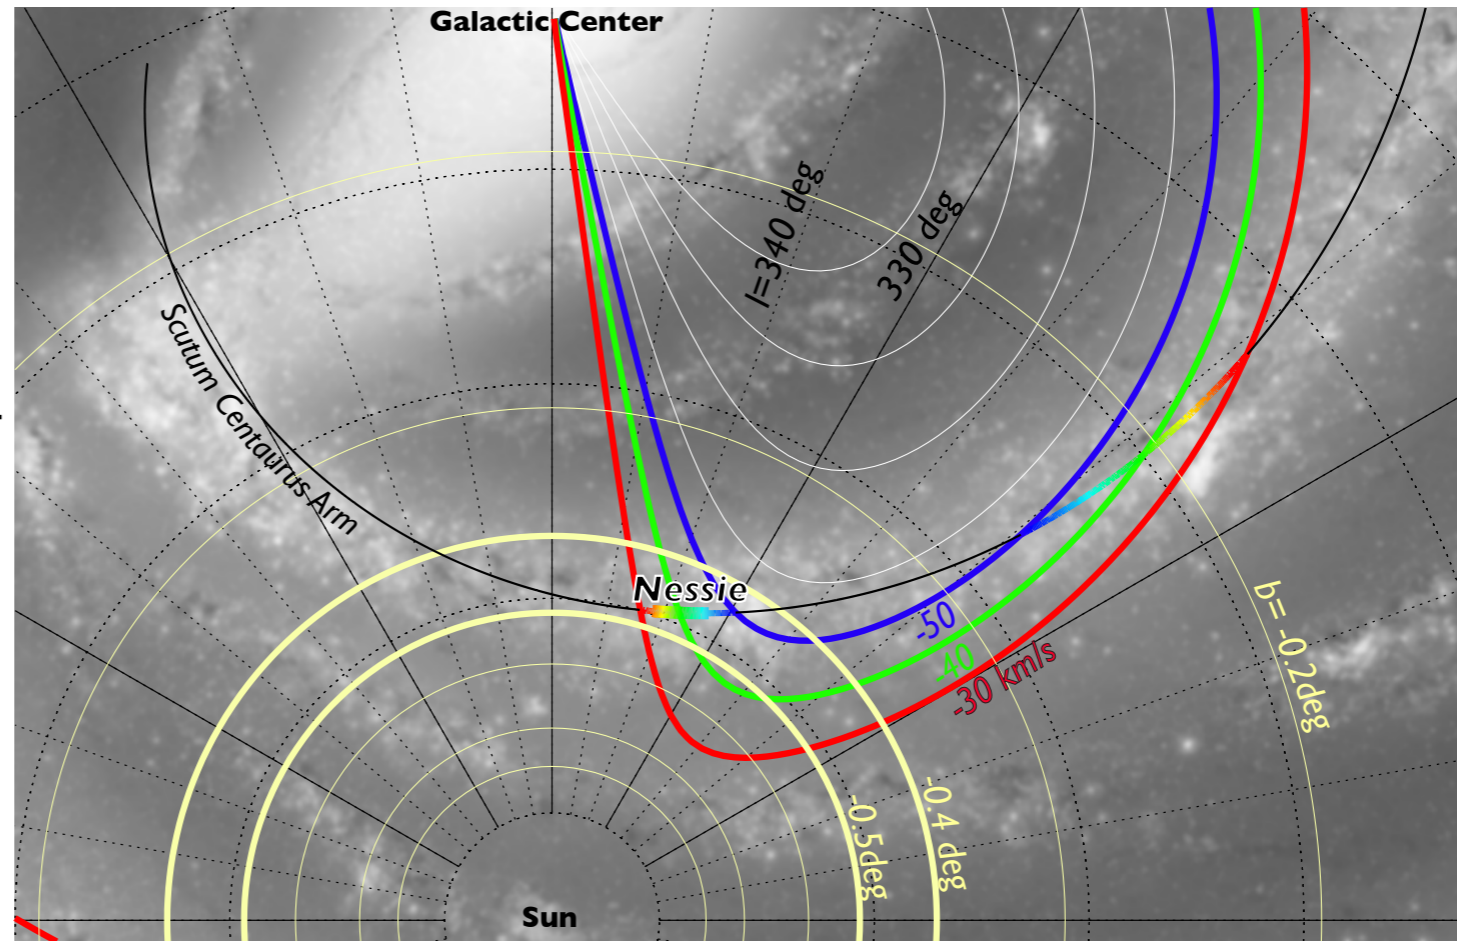 Galactic Center
l=340 deg
330 deg
Scutum Centaurus Arm
Nessie
-50
-40
-30 km/s
b= -0.2deg
-0.4 deg
-0.5deg
Sun